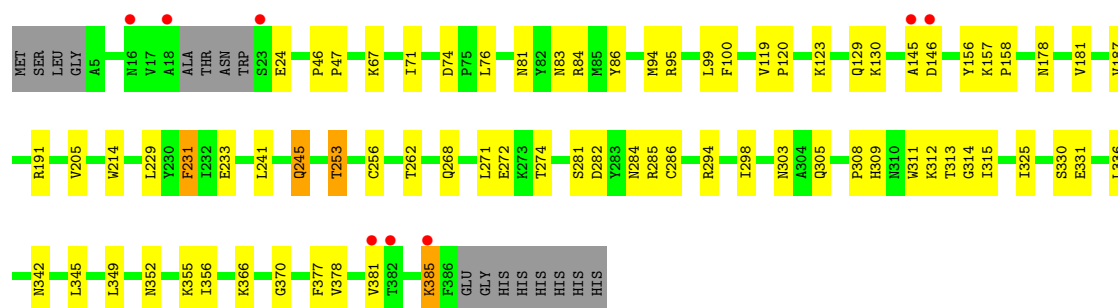 MET SER LEU GLY A5 N16 V17 A18 ALA THR ASN TRP S23 E24 P46 P47 K67 I71 D74 P75 L76 N81 Y82 N83 R84 M85 Y86 M94 R95 L99 F100 V119 P120 K123 Q129 K130 A145 D146 Y156 K157 P158 N178 V181
R191 V205 W214 L229 Y230 F231 I232 E233 L241 Q245 T253 C256 T262 Q268 L271 E272 K273 T274 S281 D282 Y283 N284 R285 C286 R294 I298 N303 A304 Q305 P308 H309 N310 W311 K312 T313 G314 I315 I325 S330 E331 L336
N342 L345 L349 N352 K355 I356 K366 G370 F377 V378 V381 T382 K385 F386 GLU GLY HIS HIS HIS HIS HIS HIS